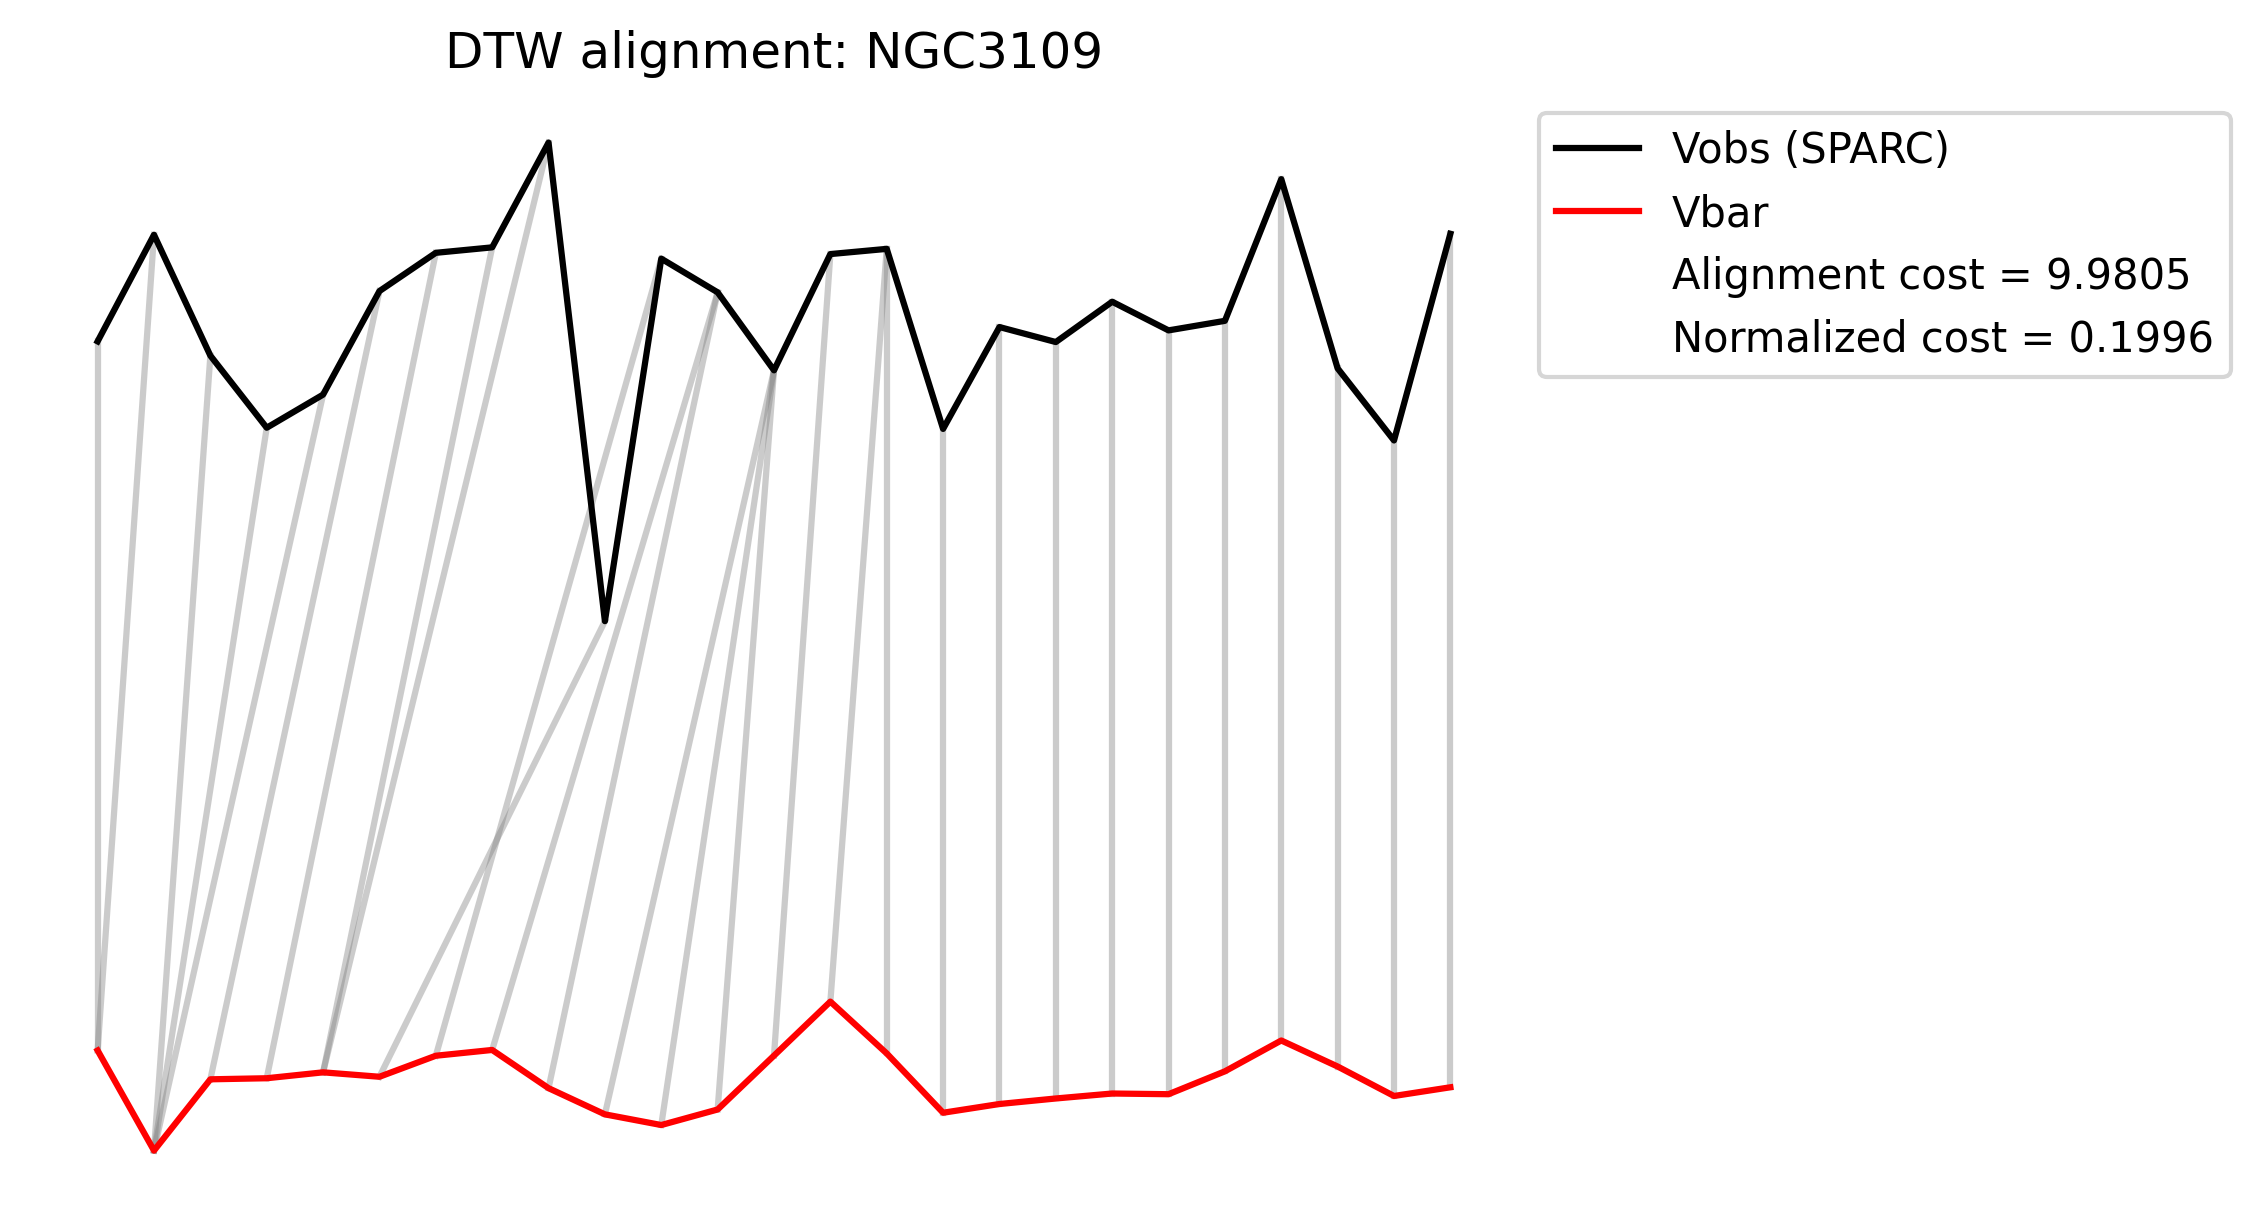 DTW alignment: NGC3109
Vobs (SPARC)
Vbar
Alignment cost = 9.9805
Normalized cost = 0.1996